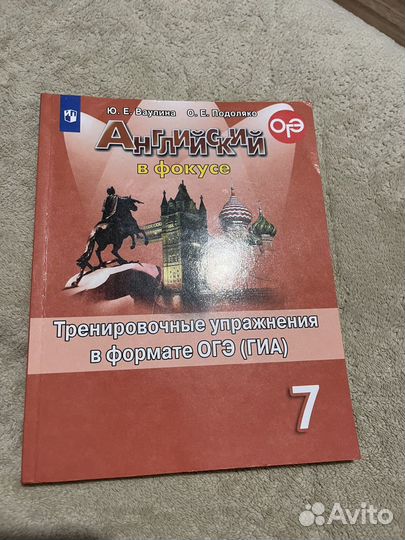 Ю. Е. Ваулина О. Е. Подоляко
ОГЭ
Английский
в фокусе
Тренировочные упражнения
в формате ОГЭ (ГИА)
7
Avito